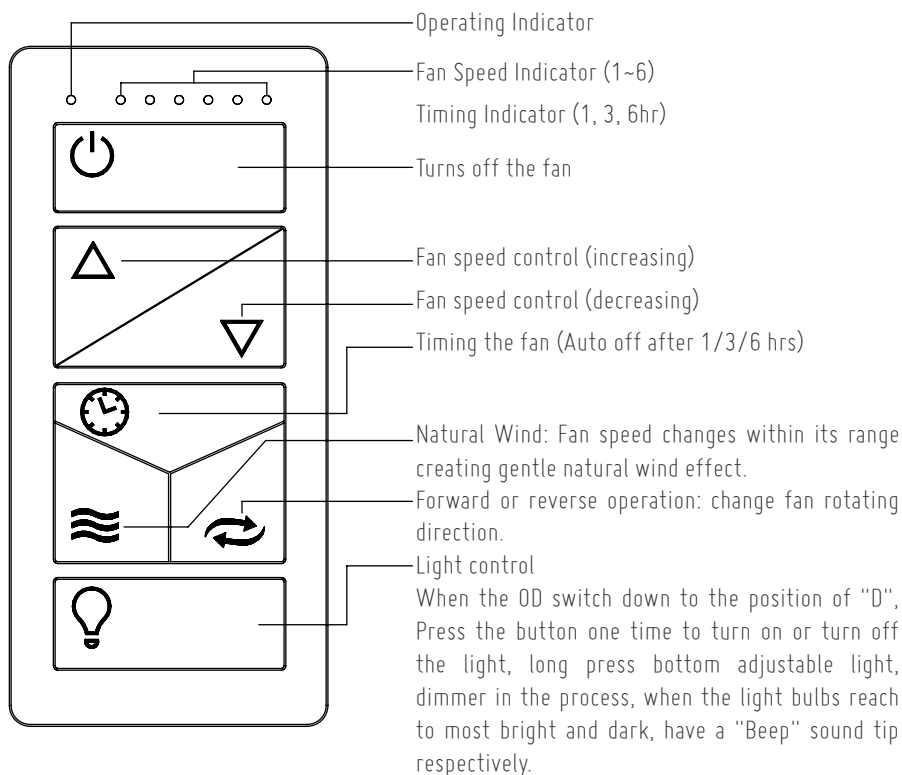 Operating Indicator
Fan Speed Indicator (1~6)
Timing Indicator (1, 3, 6hr)
Turns off the fan
Fan speed control (increasing)
Fan speed control (decreasing)
Timing the fan (Auto off after 1/3/6 hrs)
Natural Wind: Fan speed changes within its range
creating gentle natural wind effect.
Forward or reverse operation: change fan rotating
direction.
Light control
When the OD switch down to the position of "D",
Press the button one time to turn on or turn off
the light, long press bottom adjustable light,
dimmer in the process, when the light bulbs reach
to most bright and dark, have a "Beep" sound tip
respectively.